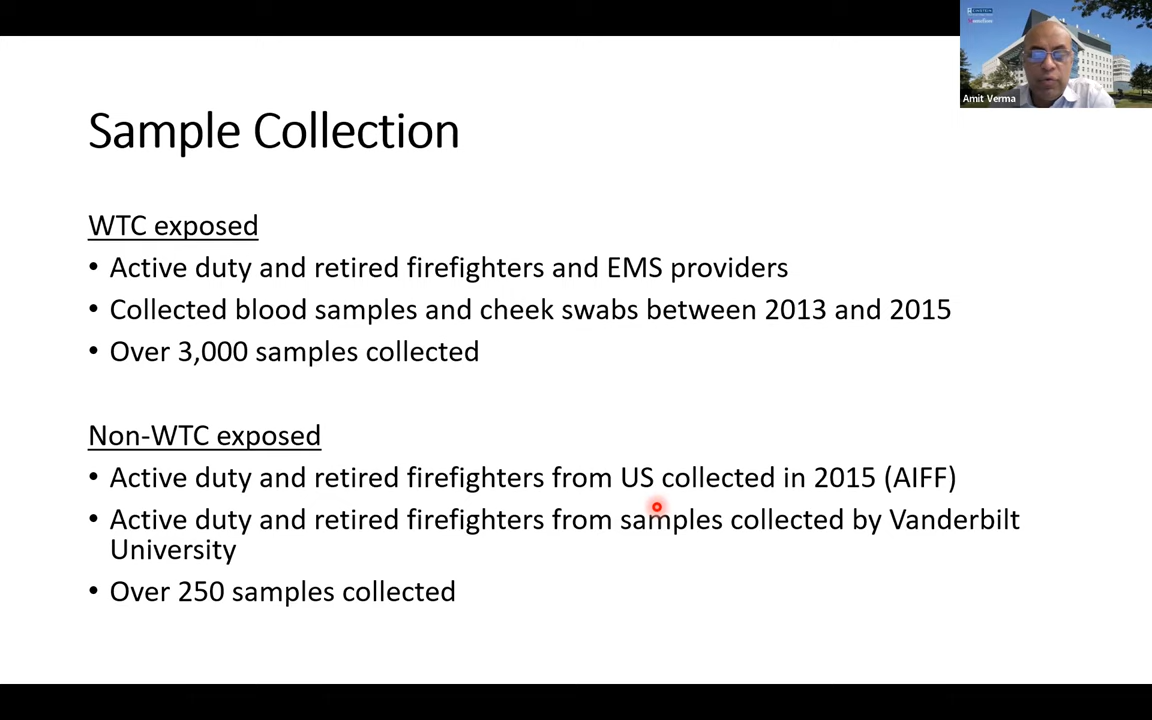 Sample Collection
WTC exposed
• Active duty and retired firefighters and EMS providers
• Collected blood samples and cheek swabs between 2013 and 2015
• Over 3,000 samples collected
Non-WTC exposed
• Active duty and retired firefighters from US collected in 2015 (AIFF)
• Active duty and retired firefighters from samples collected by Vanderbilt
University
• Over 250 samples collected
Amit Verma